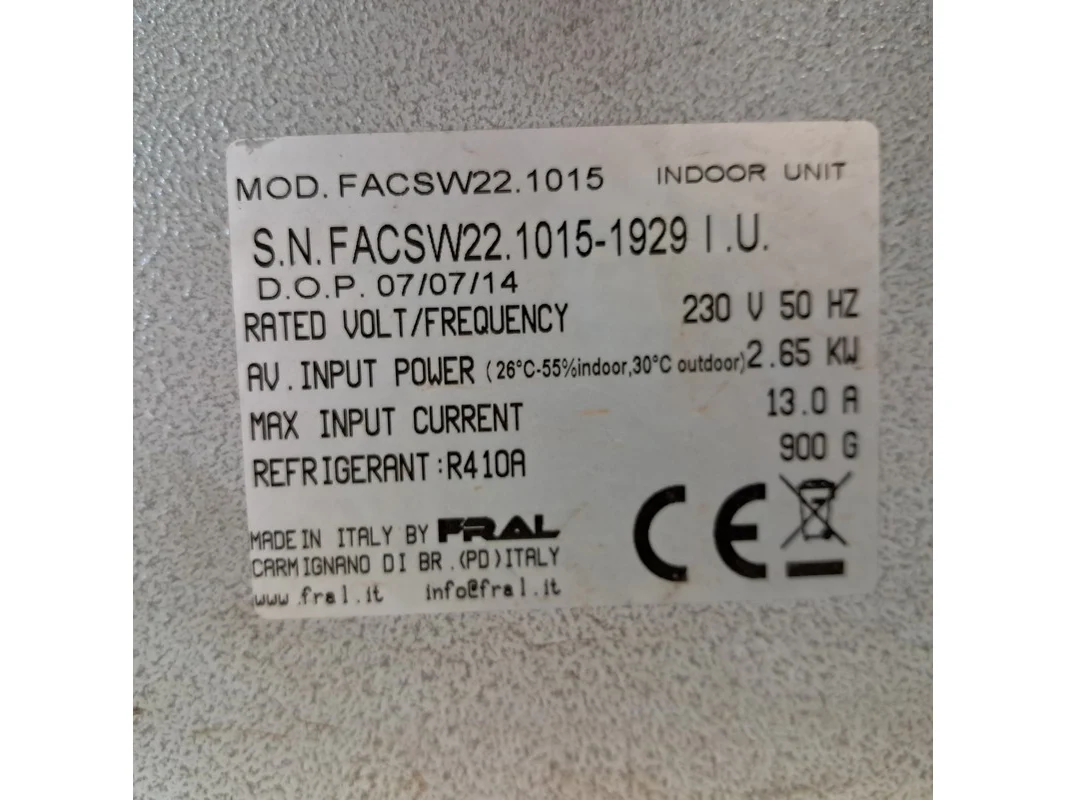 MOD. FACSW22.1015 INDOOR UNIT
S.N. FACSW22.1015-1929 I.U.
D.O.P. 07/07/14
RATED VOLT/FREQUENCY 230 V 50 HZ
AV. INPUT POWER (26°C-55%indoor,30°C outdoor) 2.65 KW
MAX INPUT CURRENT 13.0 A
REFRIGERANT:R410A 900 G
MADE IN ITALY BY FRAL
CARMIGNANO DI BR.(PD)ITALY
www.fral.it info@fral.it
CE